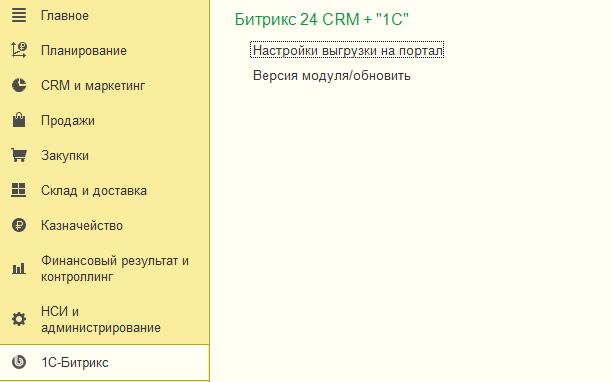 Главное
Планирование
CRM и маркетинг
Продажи
Закупки
Склад и доставка
Казначейство
Финансовый результат и
контроллинг
НСИ и
администрирование
1С-Битрикс
Битрикс 24 CRM + "1С"
Настройки выгрузки на портал
Версия модуля/обновить